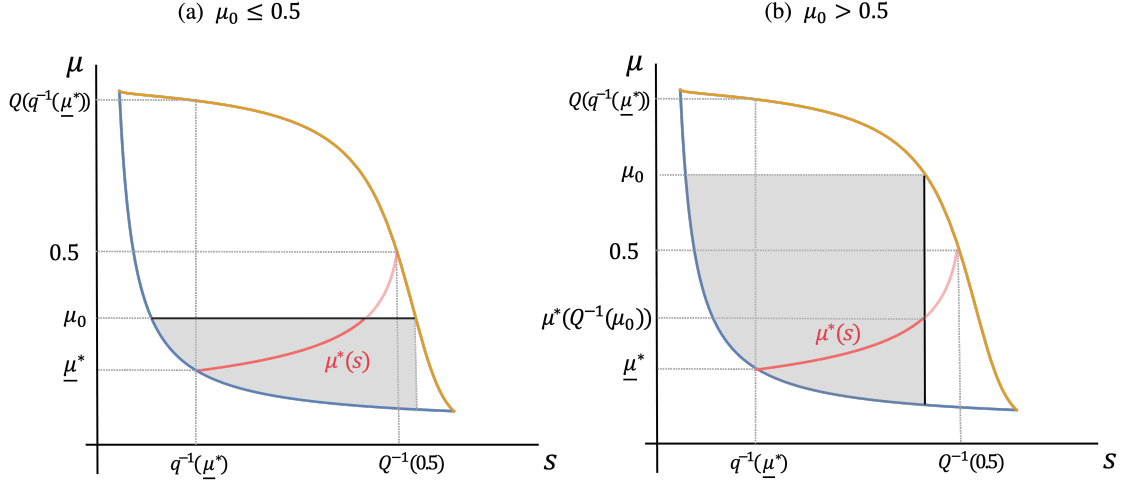 (a) μ₀ ≤ 0.5
μ
Q(q⁻¹(μ̲*))
0.5
μ₀
μ̲*
μ*(s)
q⁻¹(μ̲*)
Q⁻¹(0.5)
s
(b) μ₀ > 0.5
μ
Q(q⁻¹(μ̲*))
μ₀
0.5
μ*(Q⁻¹(μ₀))
μ̲*
μ*(s)
q⁻¹(μ̲*)
Q⁻¹(0.5)
s